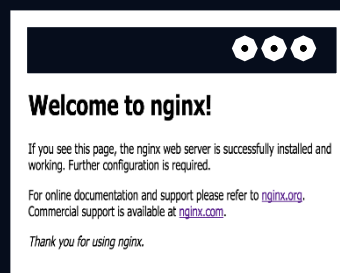 Welcome to nginx!
If you see this page, the nginx web server is successfully installed and
working. Further configuration is required.
For online documentation and support please refer to nginx.org.
Commercial support is available at nginx.com.
Thank you for using nginx.